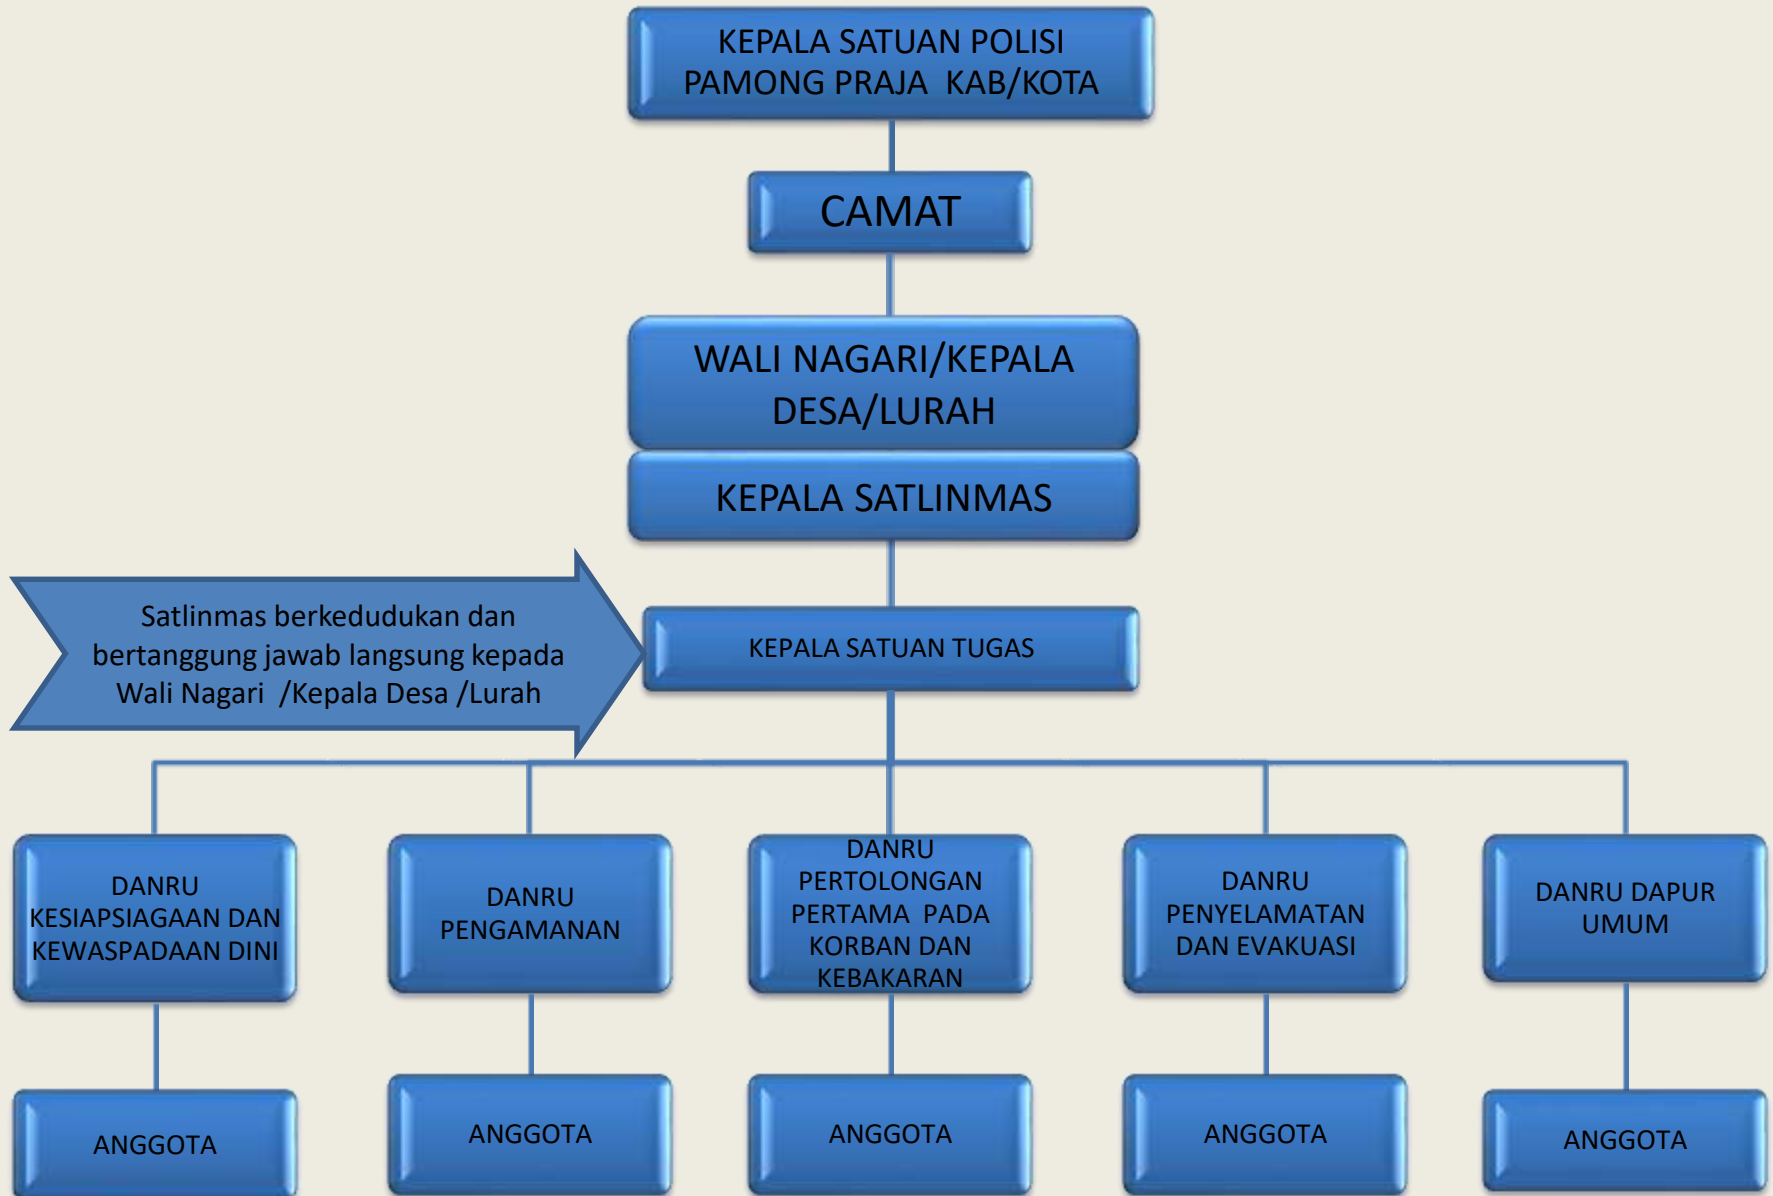 KEPALA SATUAN POLISI
PAMONG PRAJA  KAB/KOTA
CAMAT
WALI NAGARI/KEPALA
DESA/LURAH
KEPALA SATLINMAS
Satlinmas berkedudukan dan
bertanggung jawab langsung kepada
Wali Nagari  /Kepala Desa /Lurah
KEPALA SATUAN TUGAS
DANRU
KESIAPSIAGAAN DAN
KEWASPADAAN DINI
DANRU
PENGAMANAN
DANRU
PERTOLONGAN
PERTAMA  PADA
KORBAN DAN
KEBAKARAN
DANRU
PENYELAMATAN
DAN EVAKUASI
DANRU DAPUR
UMUM
ANGGOTA
ANGGOTA
ANGGOTA
ANGGOTA
ANGGOTA